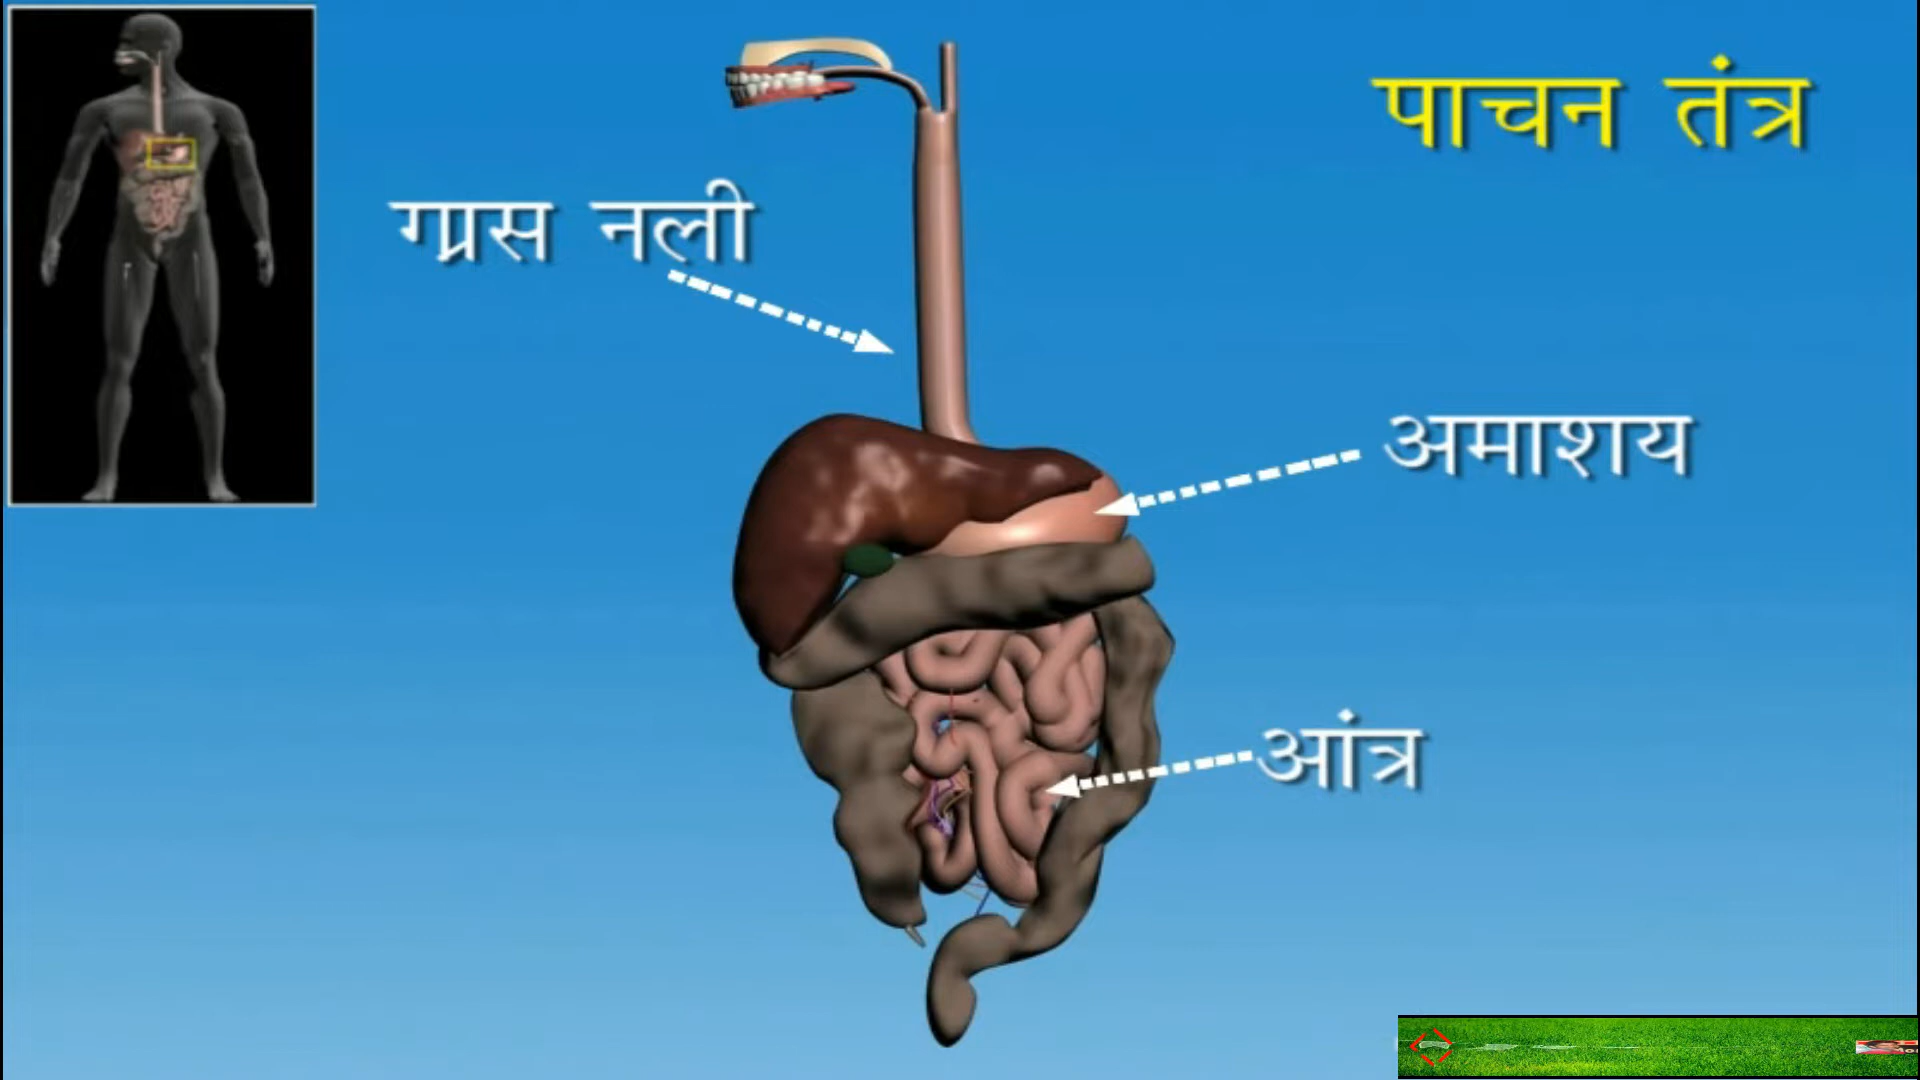 पाचन तंत्र
ग्रास नली
अमाशय
आंत्र